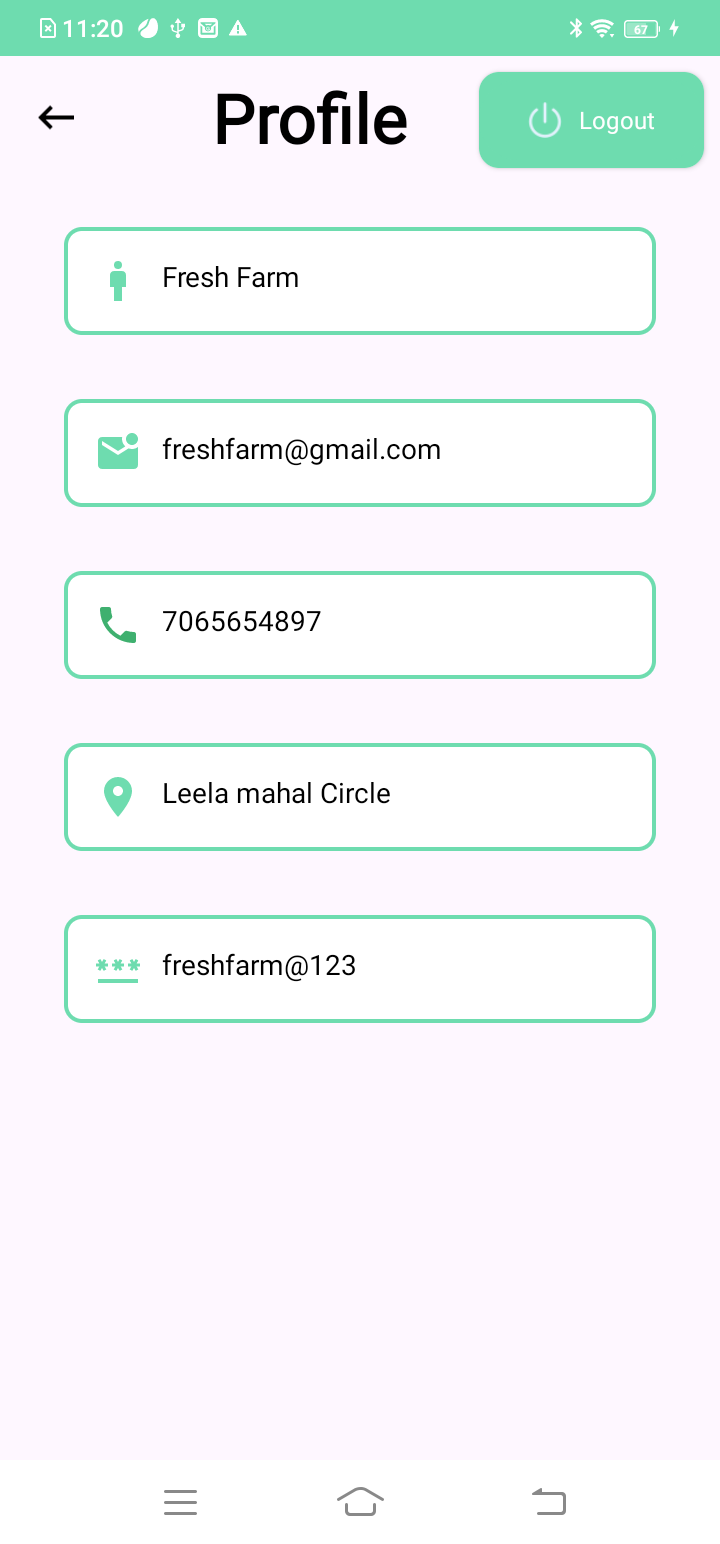 11:20
67
Profile
Logout
Fresh Farm
freshfarm@gmail.com
7065654897
Leela mahal Circle
***
freshfarm@123